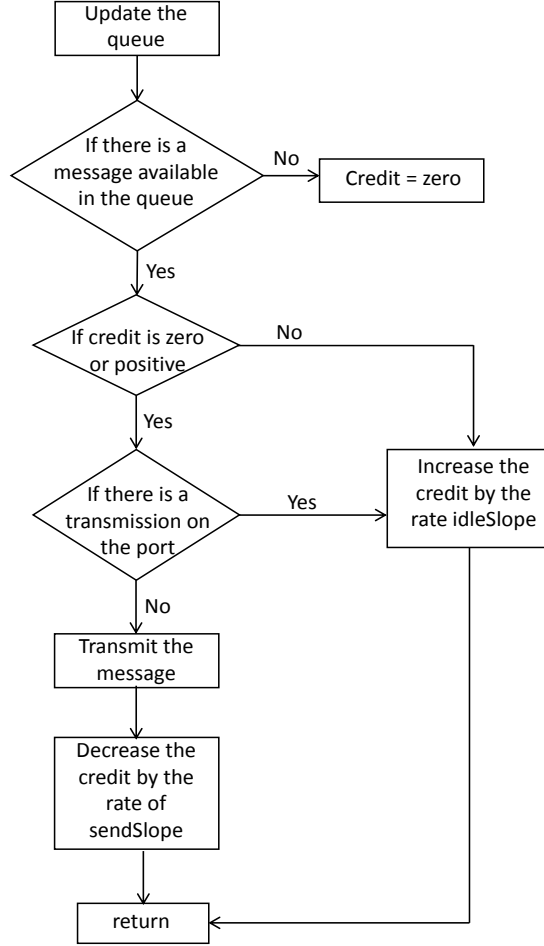 Update the
queue
If there is a
message available
in the queue
No
Credit = zero
Yes
If credit is zero
or positive
No
Yes
If there is a
transmission on
the port
Yes
Increase the
credit by the
rate idleSlope
No
Transmit the
message
Decrease the
credit by the
rate of
sendSlope
return